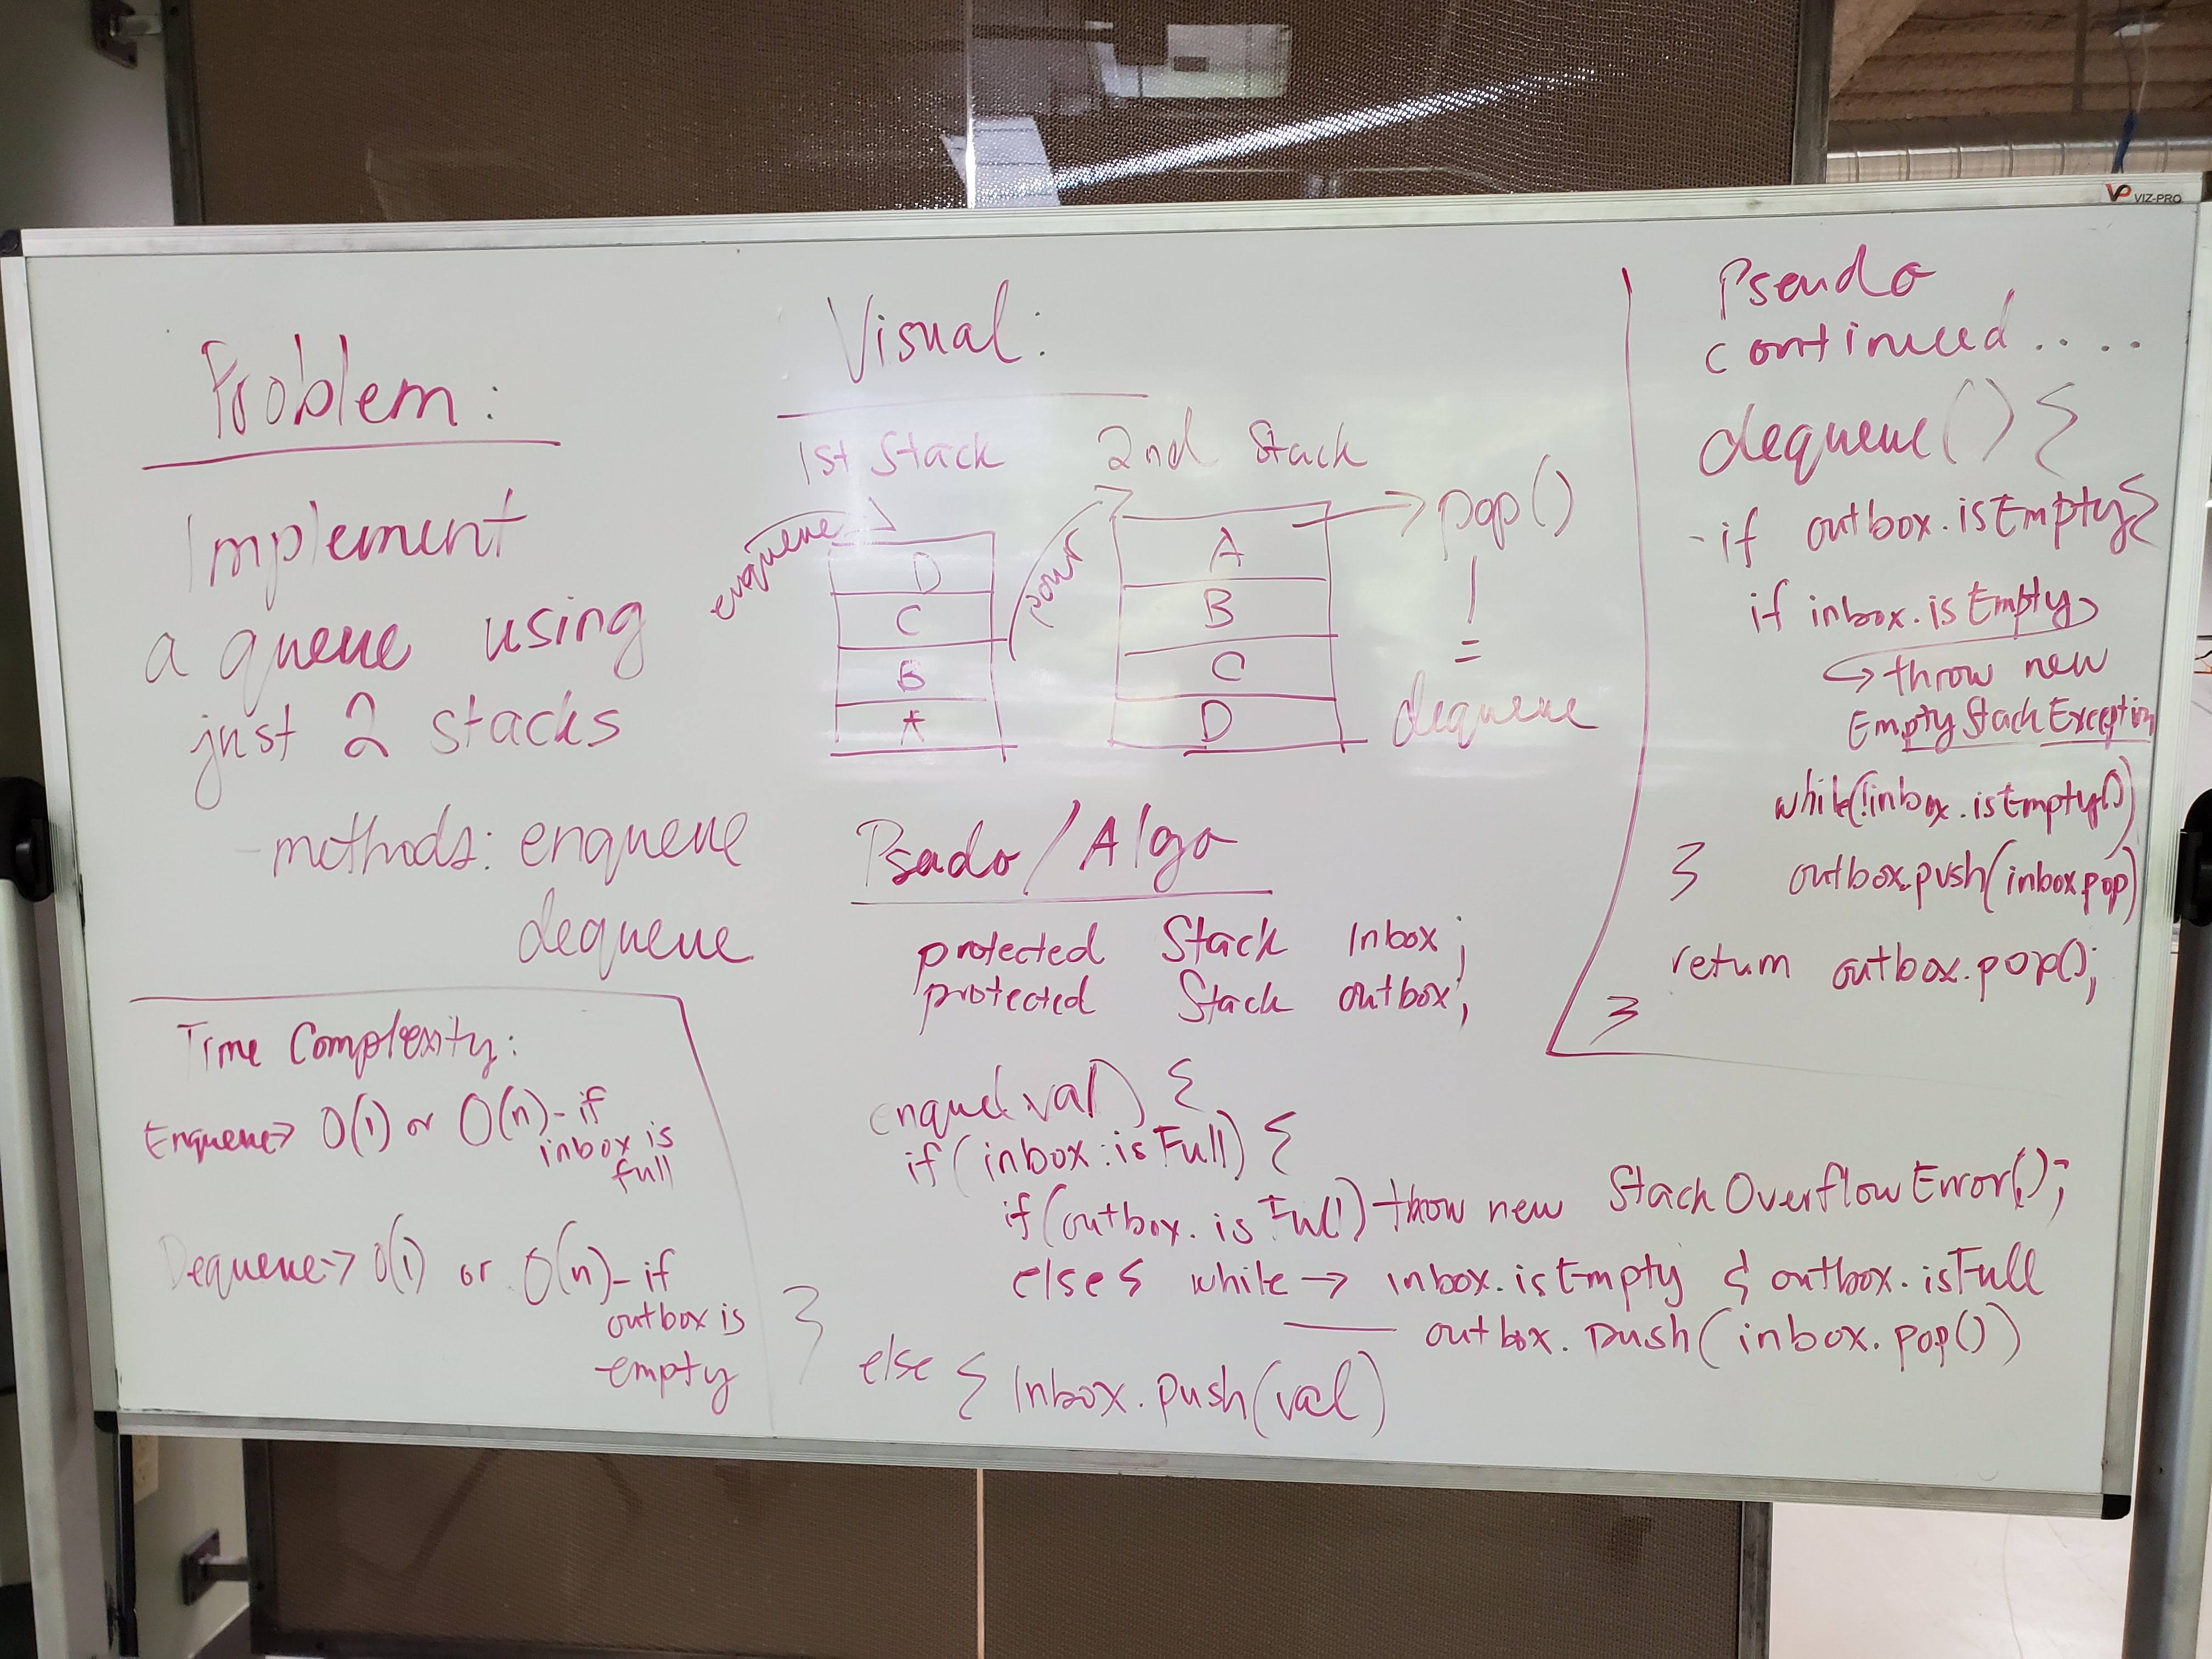 VIZ-PRO
Problem:
Implement
a queue using
just 2 stacks
-methods: enqueue
dequeue
Time Complexity:
Enqueue-> O(1) or O(n)-if
inbox is
full
Dequeue-> O(1) or O(n)-if
outbox is
empty
Visual:
1st Stack
2nd Stack
enqueue
D
C
B
A
pour
A
B
C
D
pop()
=
dequeue
Psado/Algo
protected Stack Inbox;
protected Stack outbox;
enque(val) {
if(inbox.isFull) {
if(outbox.isFull) throw new StackOverflowError();
else{ while -> inbox.isEmpty & outbox.isFull
outbox.push(inbox.pop())
}
else { Inbox.push(val)
Pseudo
continued....
dequeue() {
-if outbox.isEmpty{
if inbox.isEmpty
throw new
EmptyStackException
while(!inbox.isEmpty())
} outbox.push(inbox.pop)
return outbox.pop();
}